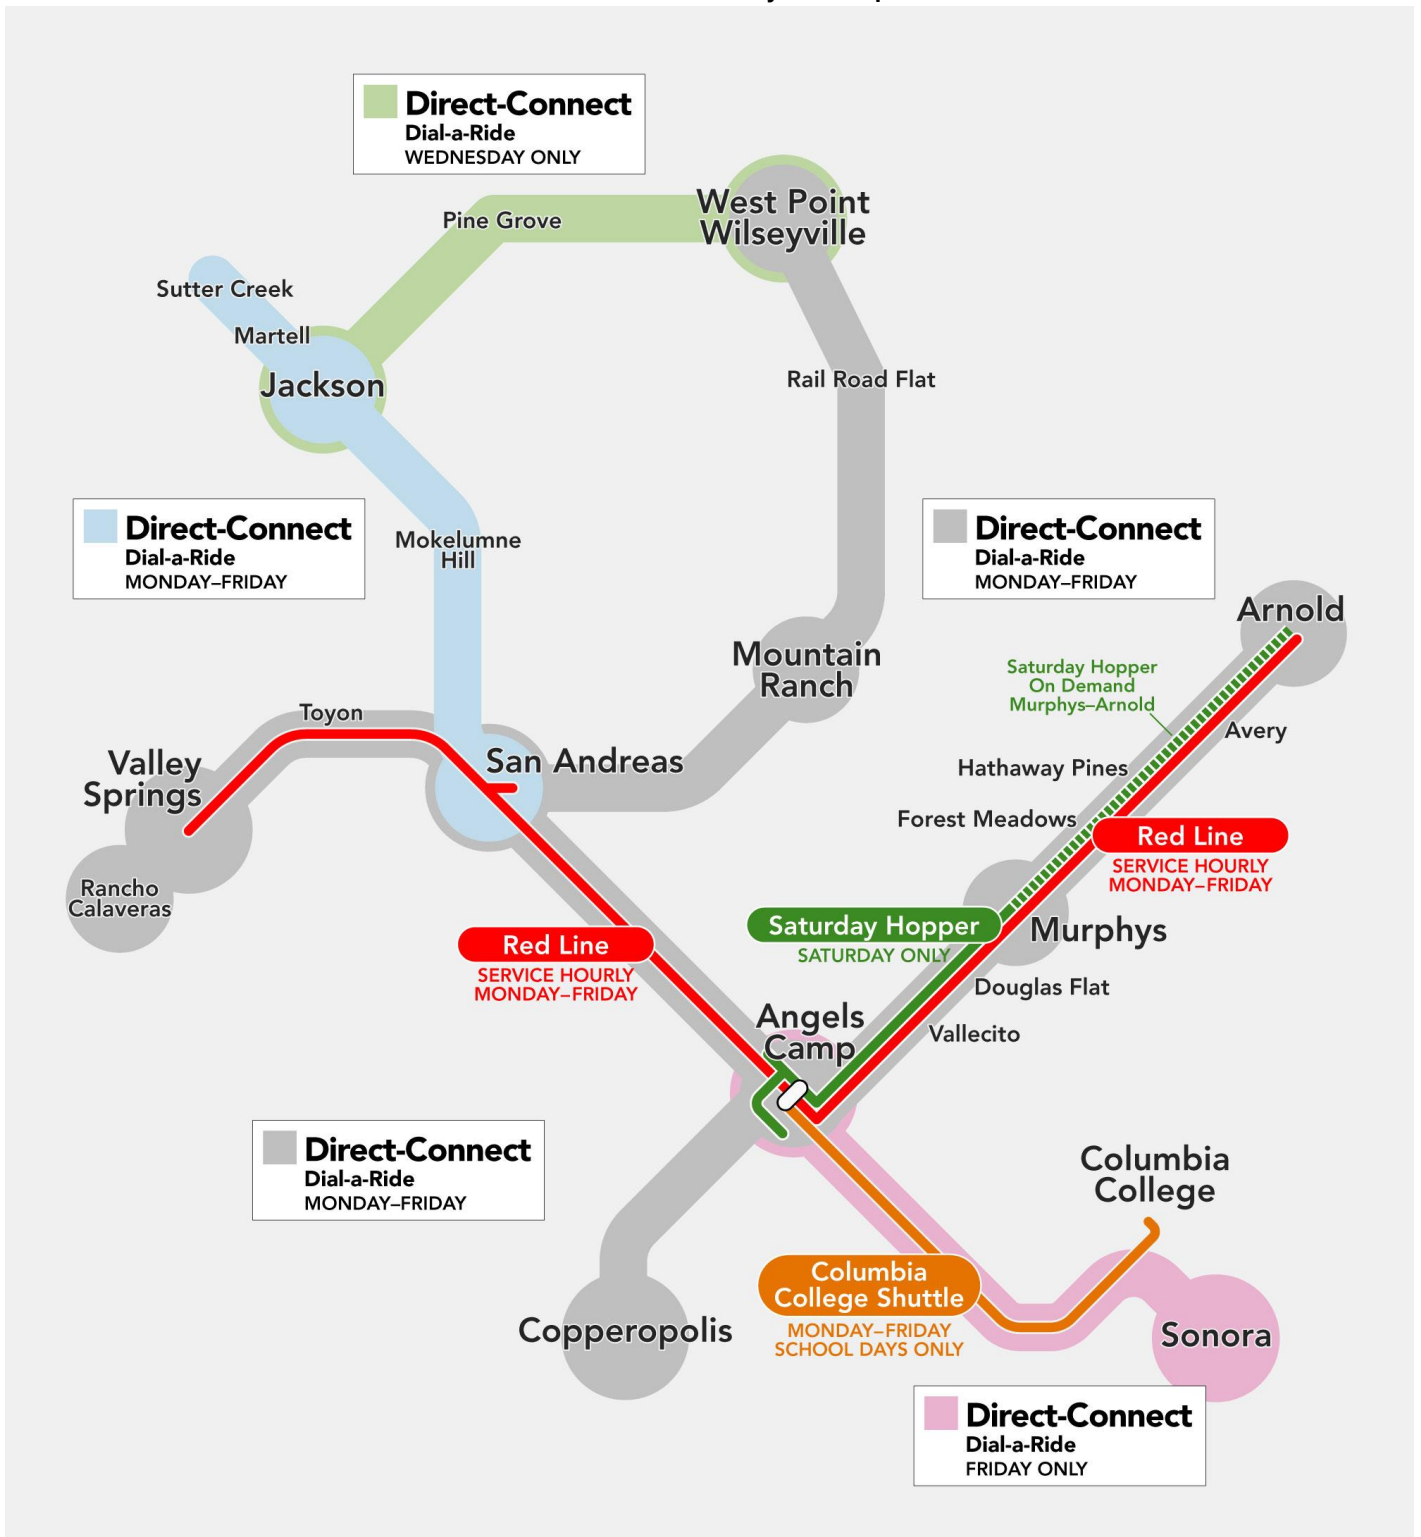 Direct-Connect
Dial-a-Ride
WEDNESDAY ONLY
West Point
Wilseyville
Pine Grove
Sutter Creek
Martell
Jackson
Rail Road Flat
Direct-Connect
Dial-a-Ride
MONDAY–FRIDAY
Mokelumne
Hill
Direct-Connect
Dial-a-Ride
MONDAY–FRIDAY
Arnold
Mountain
Ranch
Saturday Hopper
On Demand
Murphys–Arnold
Toyon
Avery
Valley
Springs
San Andreas
Hathaway Pines
Forest Meadows
Red Line
SERVICE HOURLY
MONDAY–FRIDAY
Rancho
Calaveras
Saturday Hopper
SATURDAY ONLY
Murphys
Red Line
SERVICE HOURLY
MONDAY–FRIDAY
Douglas Flat
Vallecito
Angels
Camp
Direct-Connect
Dial-a-Ride
MONDAY–FRIDAY
Columbia
College
Columbia
College Shuttle
MONDAY–FRIDAY
SCHOOL DAYS ONLY
Copperopolis
Sonora
Direct-Connect
Dial-a-Ride
FRIDAY ONLY